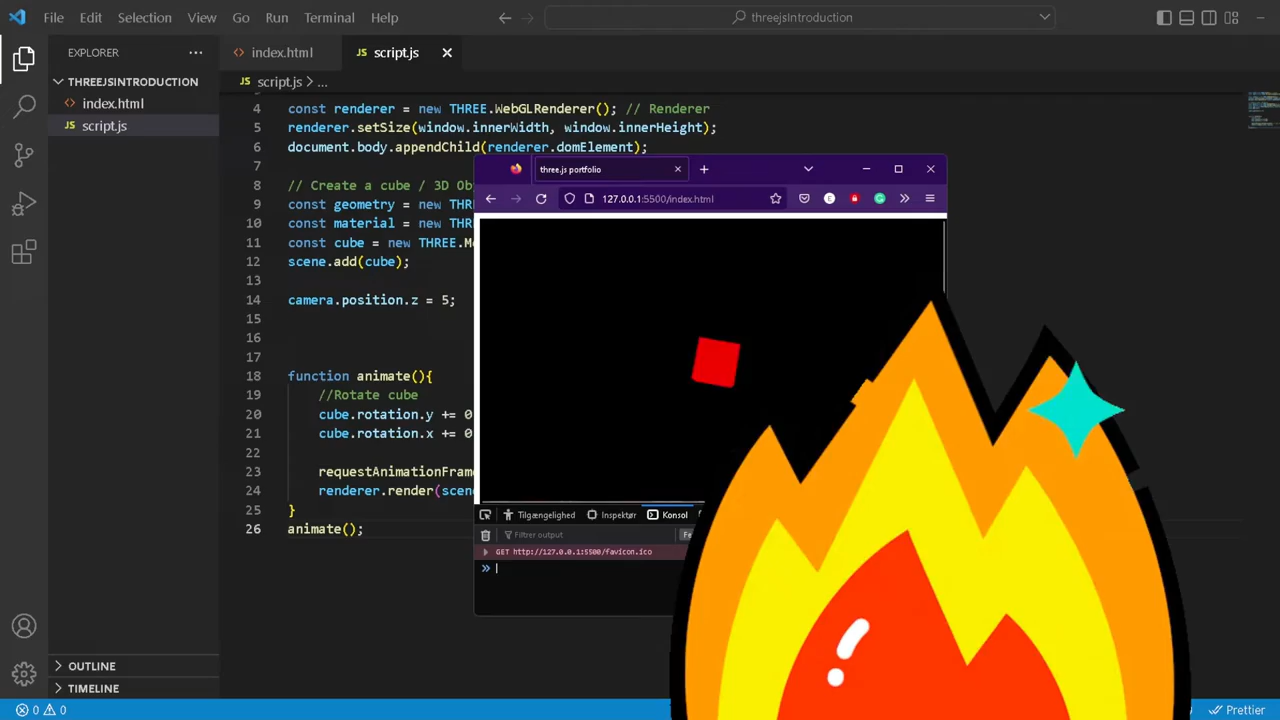 File Edit Selection View Go Run Terminal Help
threejsIntroduction
EXPLORER
THREEJSINTRODUCTION
index.html
script.js
OUTLINE
TIMELINE
index.html
script.js
script.js > ...
4 const renderer = new THREE.WebGLRenderer(); // Renderer
5 renderer.setSize(window.innerWidth, window.innerHeight);
6 document.body.appendChild(renderer.domElement);
7
8 // Create a cube / 3D
9 const geometry = new
10 const material = new
11 const cube = new THREE.
12 scene.add(cube);
13
14 camera.position.z = 5;
15
16
17
18 function animate(){
19 //Rotate cube
20 cube.rotation.y += 0
21 cube.rotation.x += 0
22
23 requestAnimationFram
24 renderer.render(scen
25 }
26 animate();
three.js portfolio
127.0.0.1:5500/index.html
Tilgængelighed Inspektør Konsol
Filtrer output
GET http://127.0.0.1:5500/favicon.ico
0 0
Prettier